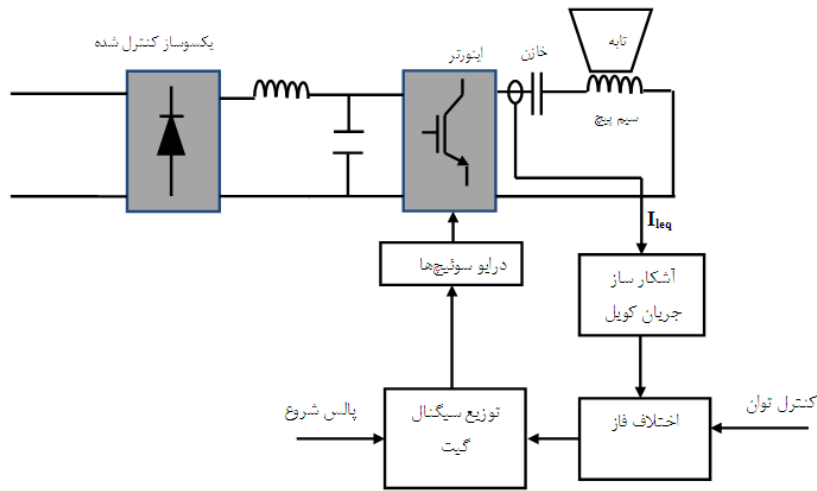 یکسوساز کنترل شده
اینورتر
خازن
تابه
سیم پیچ
I_leq
درایو سوئیچ‌ها
آشکار ساز
جریان کویل
کنترل توان
اختلاف فاز
توزیع سیگنال
گیت
پالس شروع